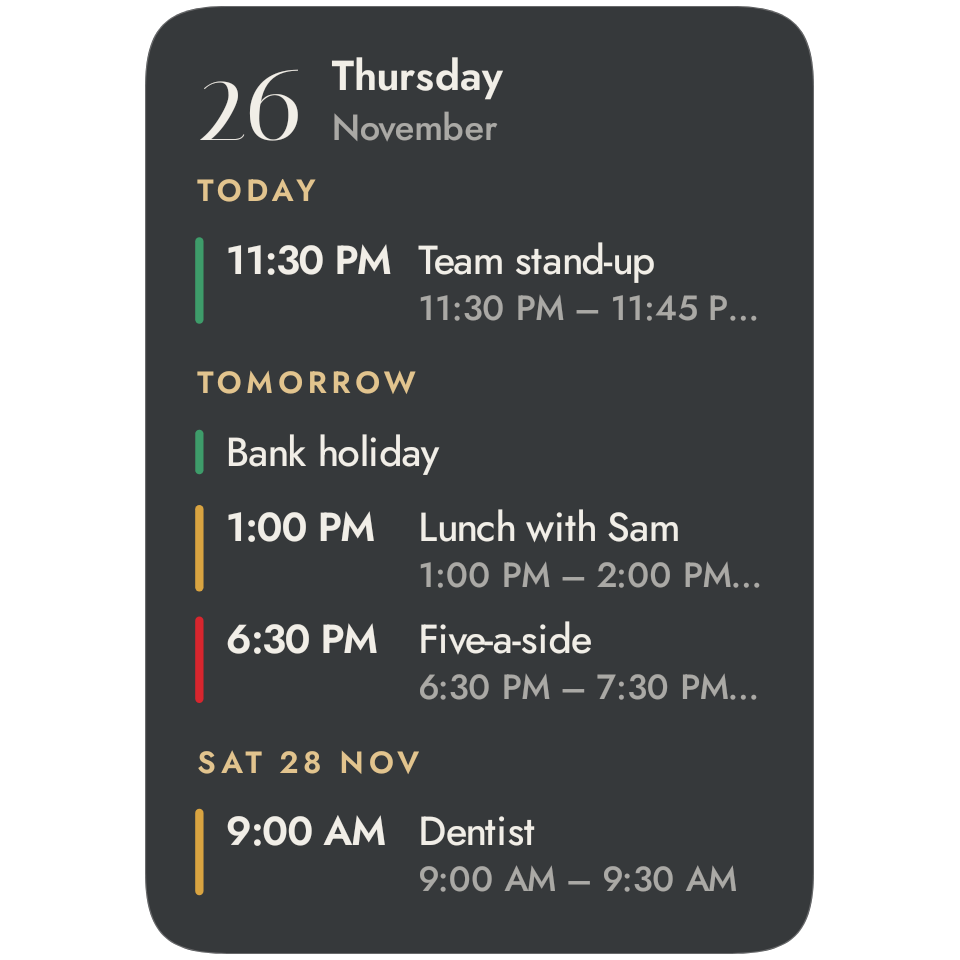 26 Thursday
November
TODAY
11:30 PM Team stand-up
11:30 PM – 11:45 P...
TOMORROW
Bank holiday
1:00 PM Lunch with Sam
1:00 PM – 2:00 PM...
6:30 PM Five-a-side
6:30 PM – 7:30 PM...
SAT 28 NOV
9:00 AM Dentist
9:00 AM – 9:30 AM